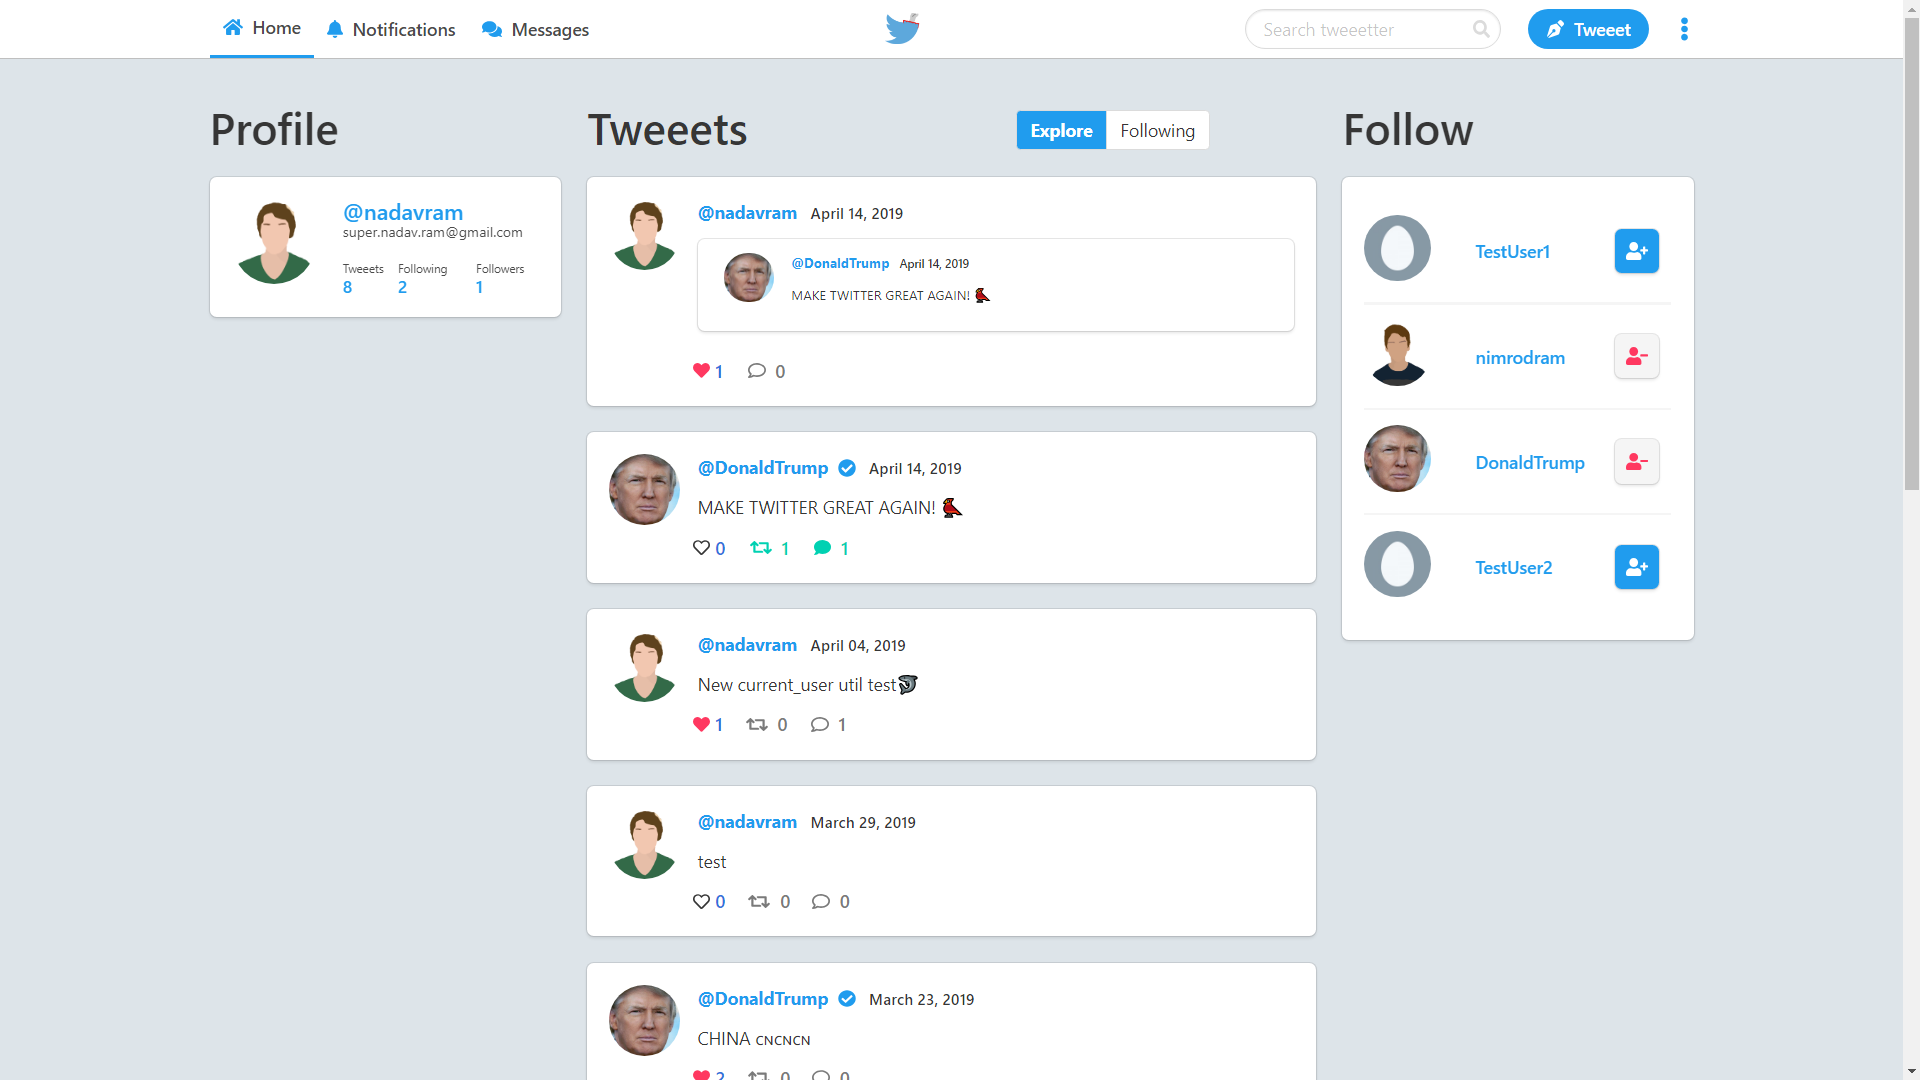 Home Notifications Messages Search tweeetter Tweeet
Profile
@nadavram
super.nadav.ram@gmail.com
Tweeets Following Followers
8 2 1
Tweeets Explore Following
@nadavram April 14, 2019
@DonaldTrump April 14, 2019
MAKE TWITTER GREAT AGAIN!
1 0
@DonaldTrump April 14, 2019
MAKE TWITTER GREAT AGAIN!
0 1 1
@nadavram April 04, 2019
New current_user util test
1 0 1
@nadavram March 29, 2019
test
0 0 0
@DonaldTrump March 23, 2019
CHINA CNCNCN
2 0 0
Follow
TestUser1
nimrodram
DonaldTrump
TestUser2